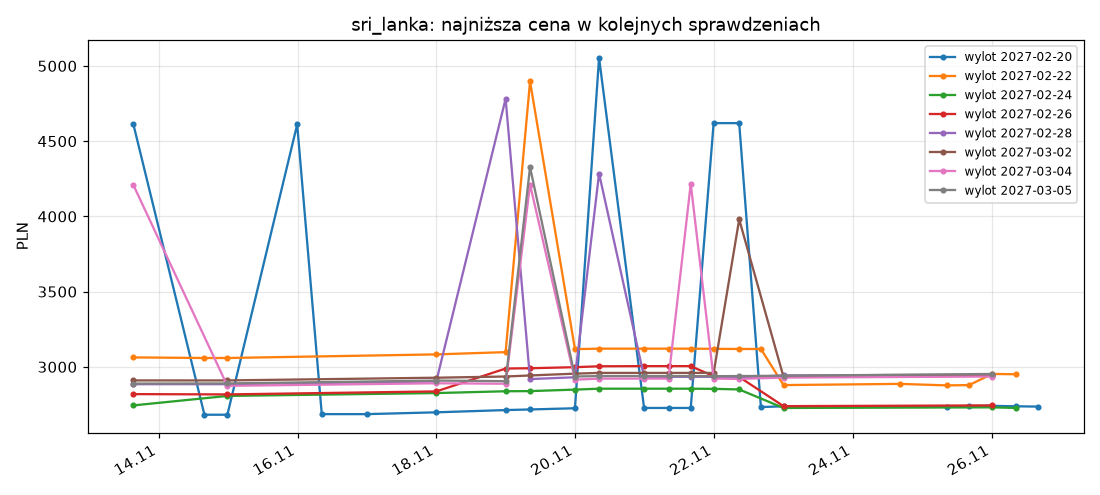 sri_lanka: najniższa cena w kolejnych sprawdzeniach
PLN
5000
4500
4000
3500
3000
14.11
16.11
18.11
20.11
22.11
24.11
26.11
wylot 2027-02-20
wylot 2027-02-22
wylot 2027-02-24
wylot 2027-02-26
wylot 2027-02-28
wylot 2027-03-02
wylot 2027-03-04
wylot 2027-03-05